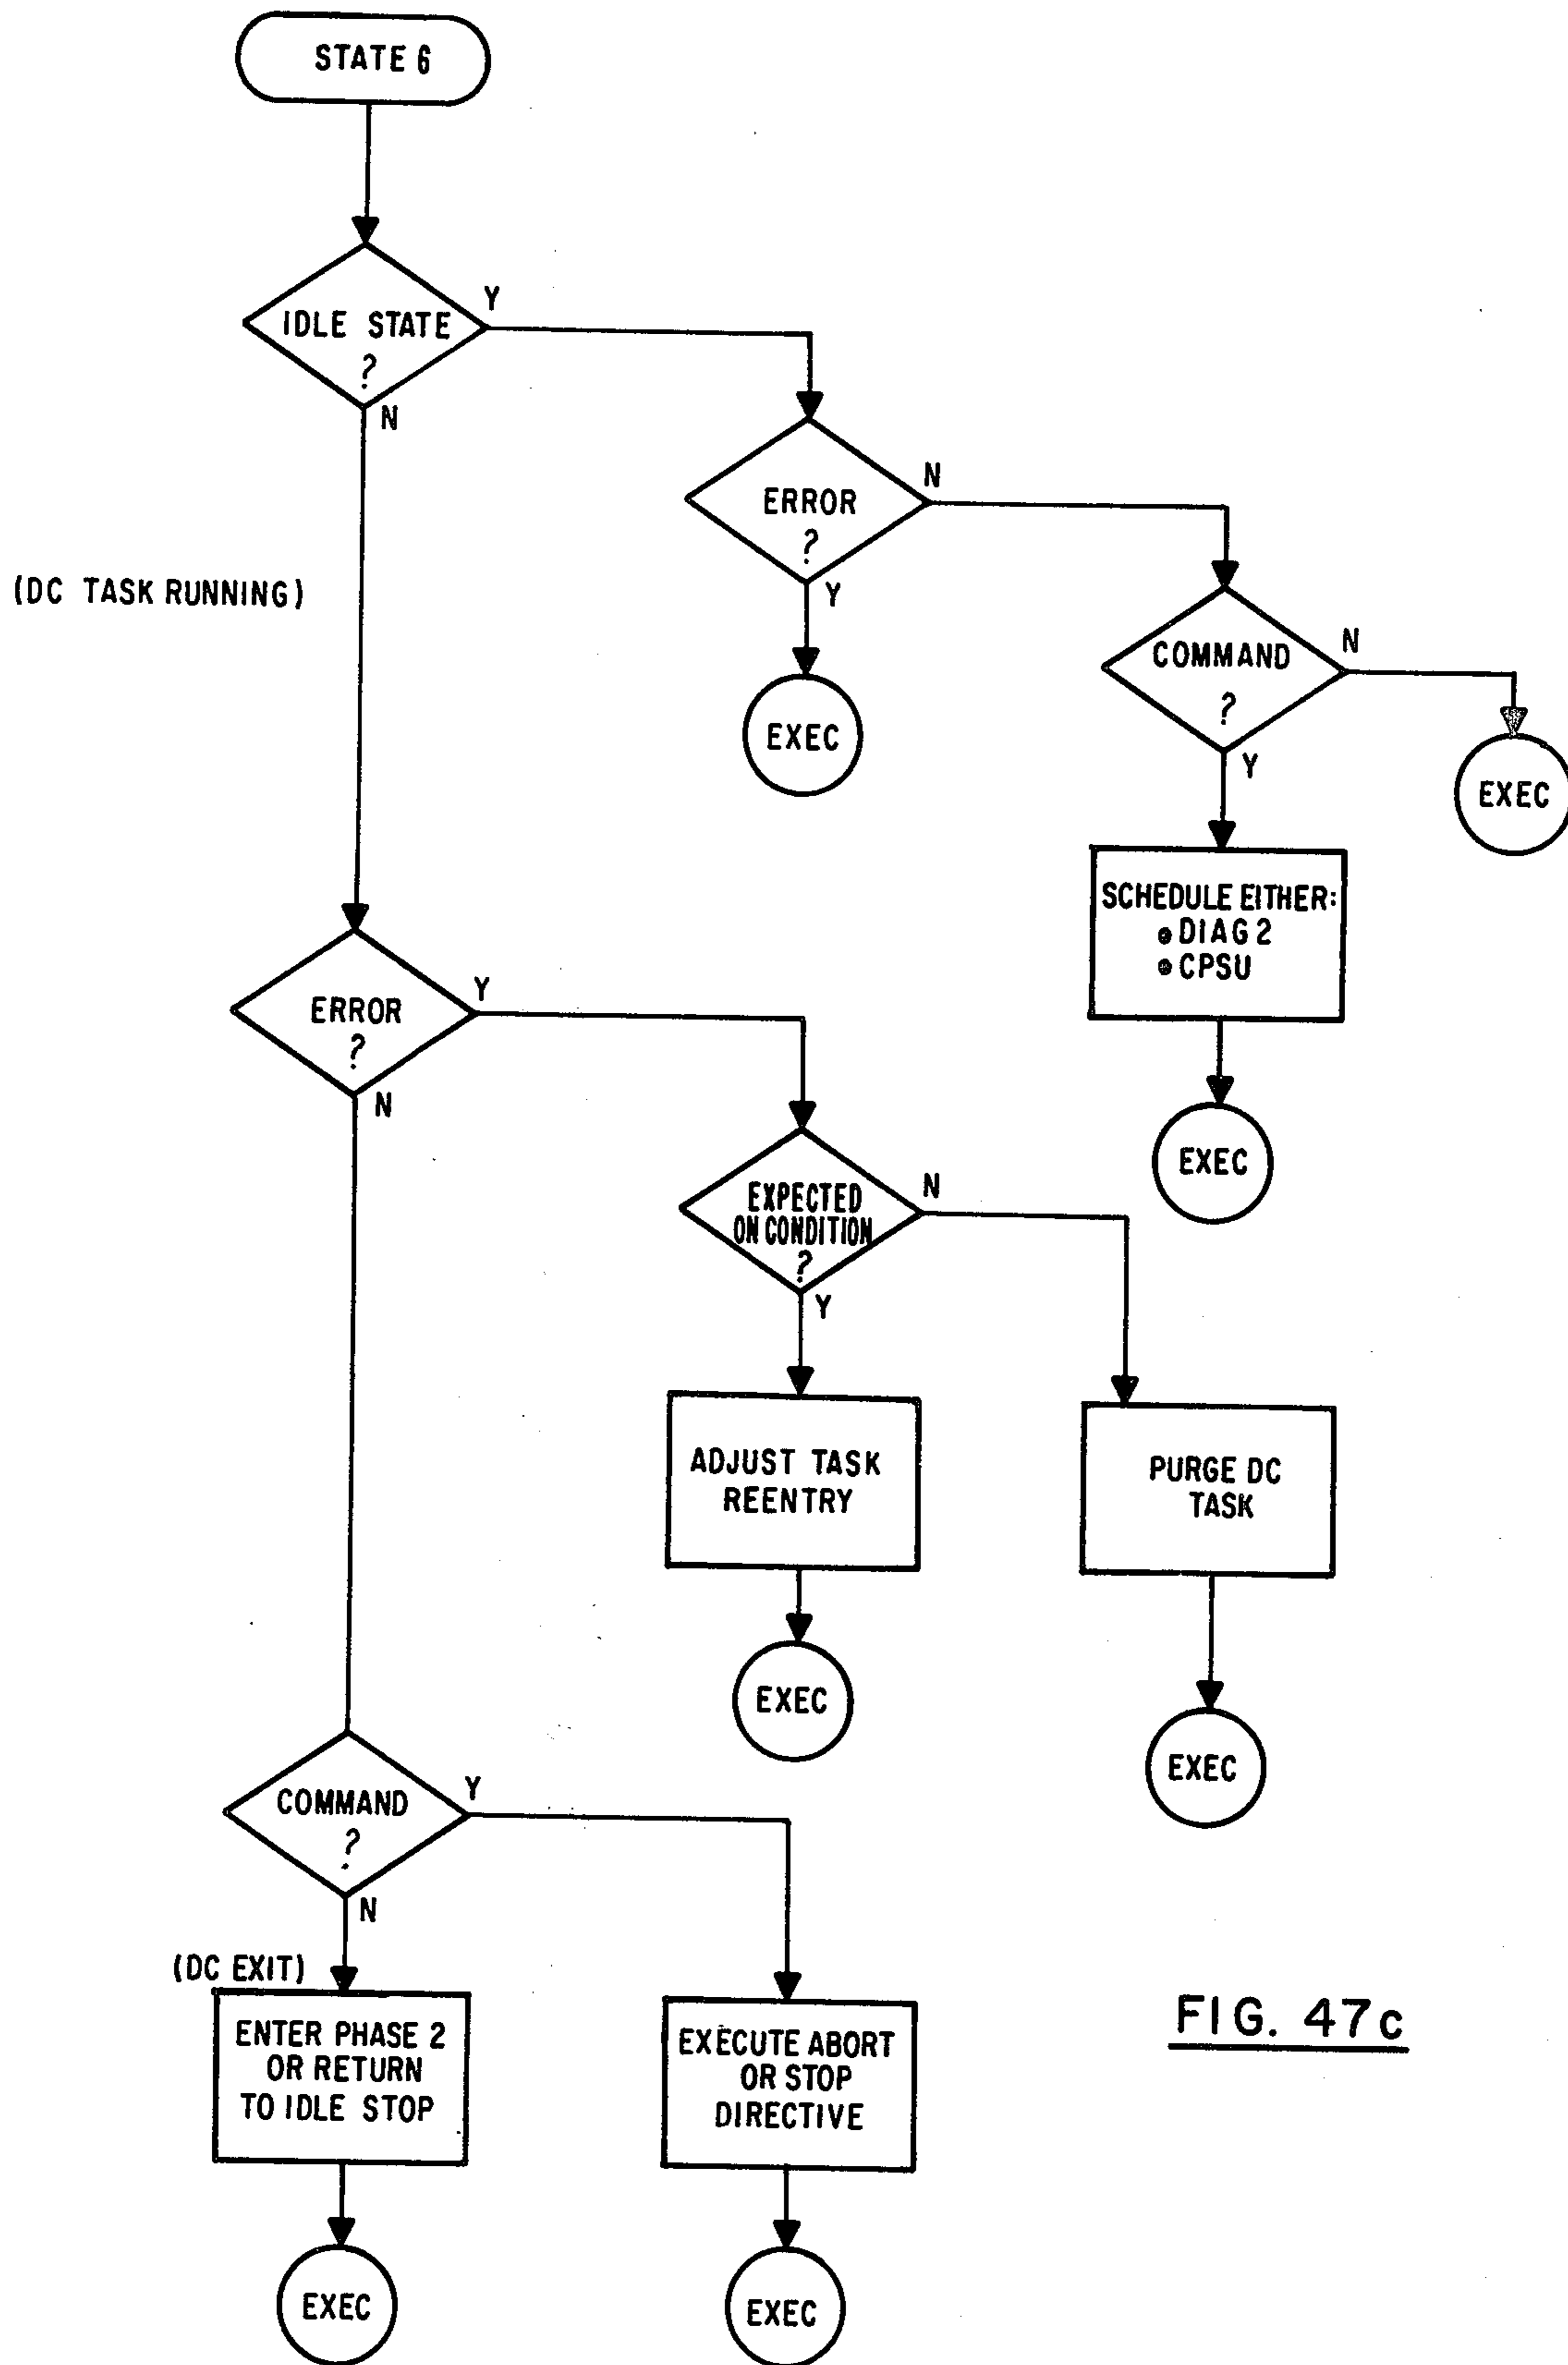 STATE 6
IDLE STATE
?
Y
N
ERROR
?
N
Y
(DC TASK RUNNING)
COMMAND
?
N
Y
EXEC
EXEC
SCHEDULE EITHER:
• DIAG 2
• CPSU
EXEC
ERROR
?
Y
N
EXPECTED
ON CONDITION
?
N
Y
ADJUST TASK
REENTRY
PURGE DC
TASK
EXEC
EXEC
COMMAND
?
Y
N
(DC EXIT)
ENTER PHASE 2
OR RETURN
TO IDLE STOP
EXECUTE ABORT
OR STOP
DIRECTIVE
EXEC
EXEC
FIG. 47c